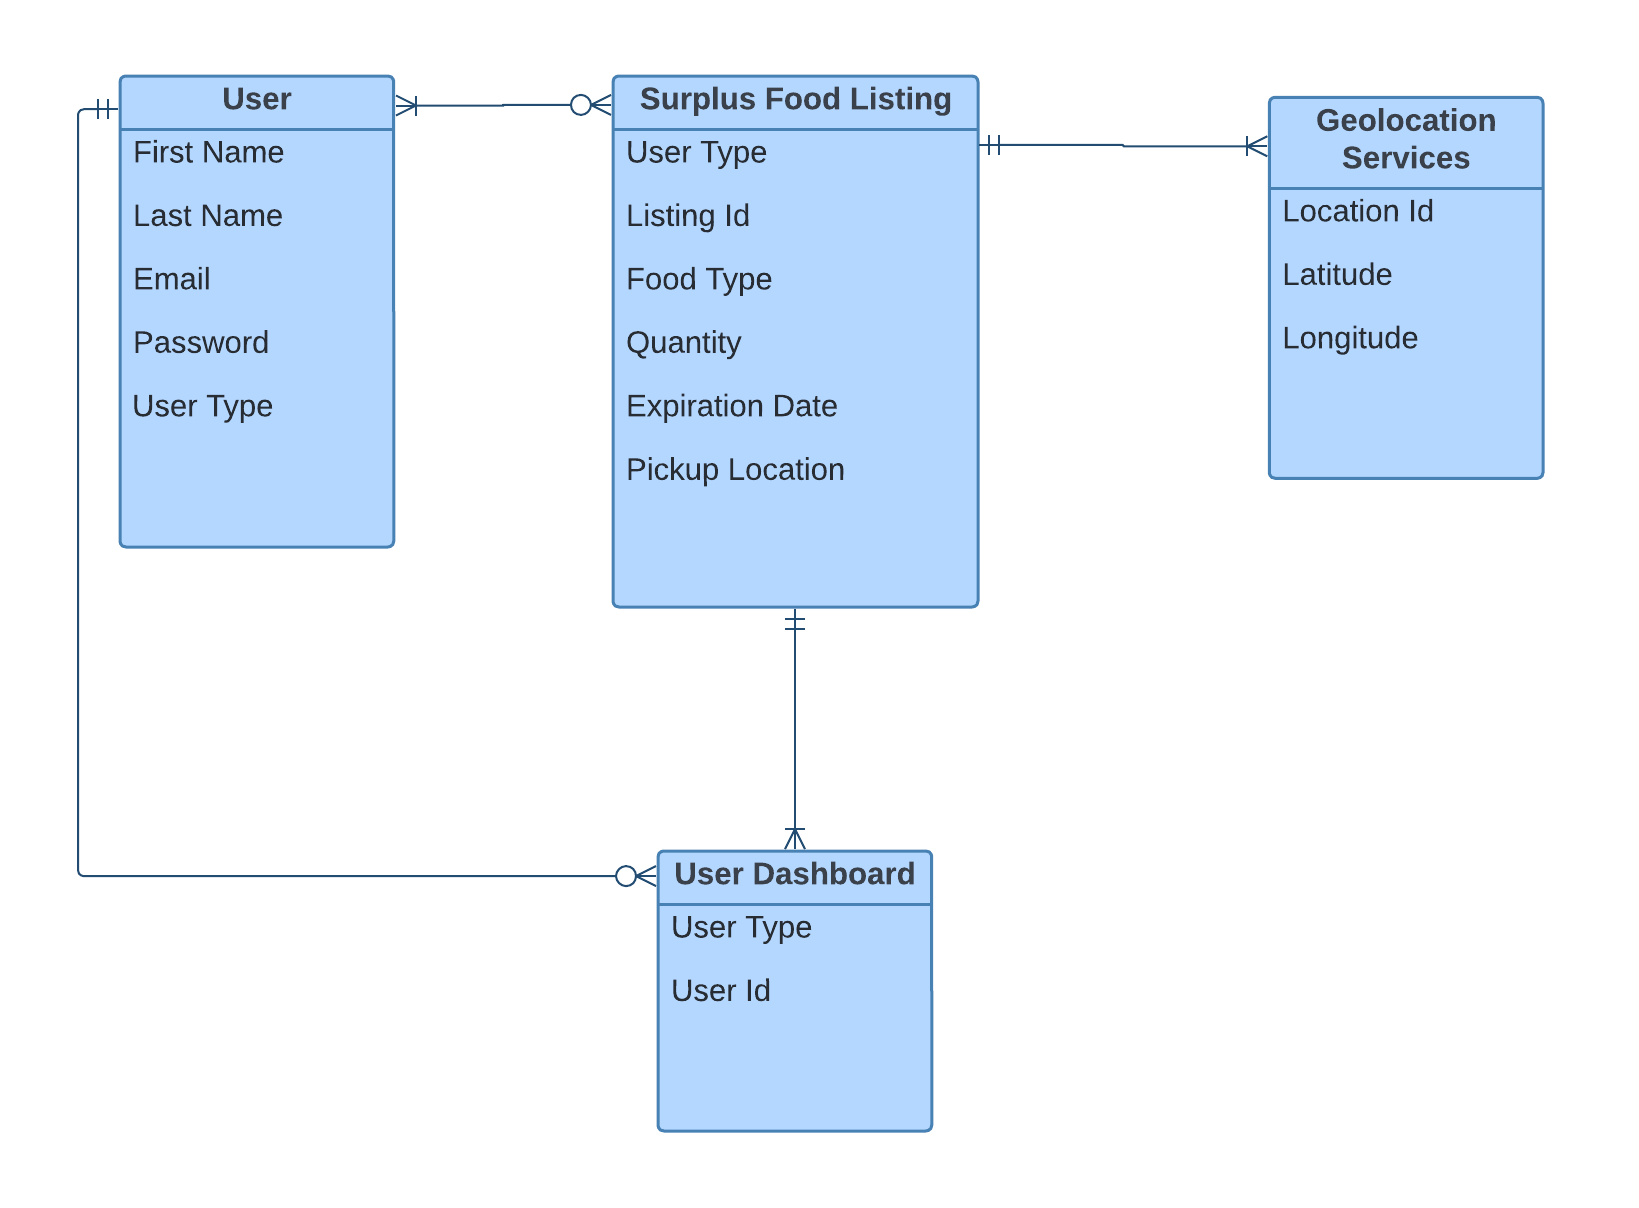 User
First Name
Last Name
Email
Password
User Type
Surplus Food Listing
User Type
Listing Id
Food Type
Quantity
Expiration Date
Pickup Location
Geolocation
Services
Location Id
Latitude
Longitude
User Dashboard
User Type
User Id